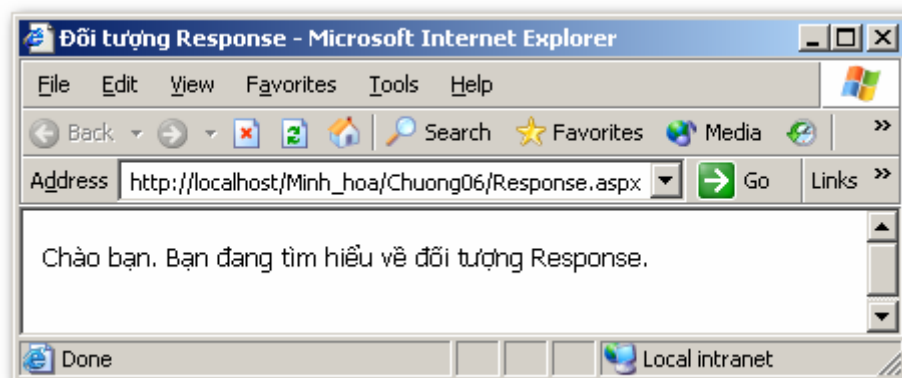 Đối tượng Response - Microsoft Internet Explorer
File Edit View Favorites Tools Help
Back Search Favorites Media »
Address http://localhost/Minh_hoa/Chuong06/Response.aspx Go Links »
Chào bạn. Bạn đang tìm hiểu về đối tượng Response.
Done Local intranet